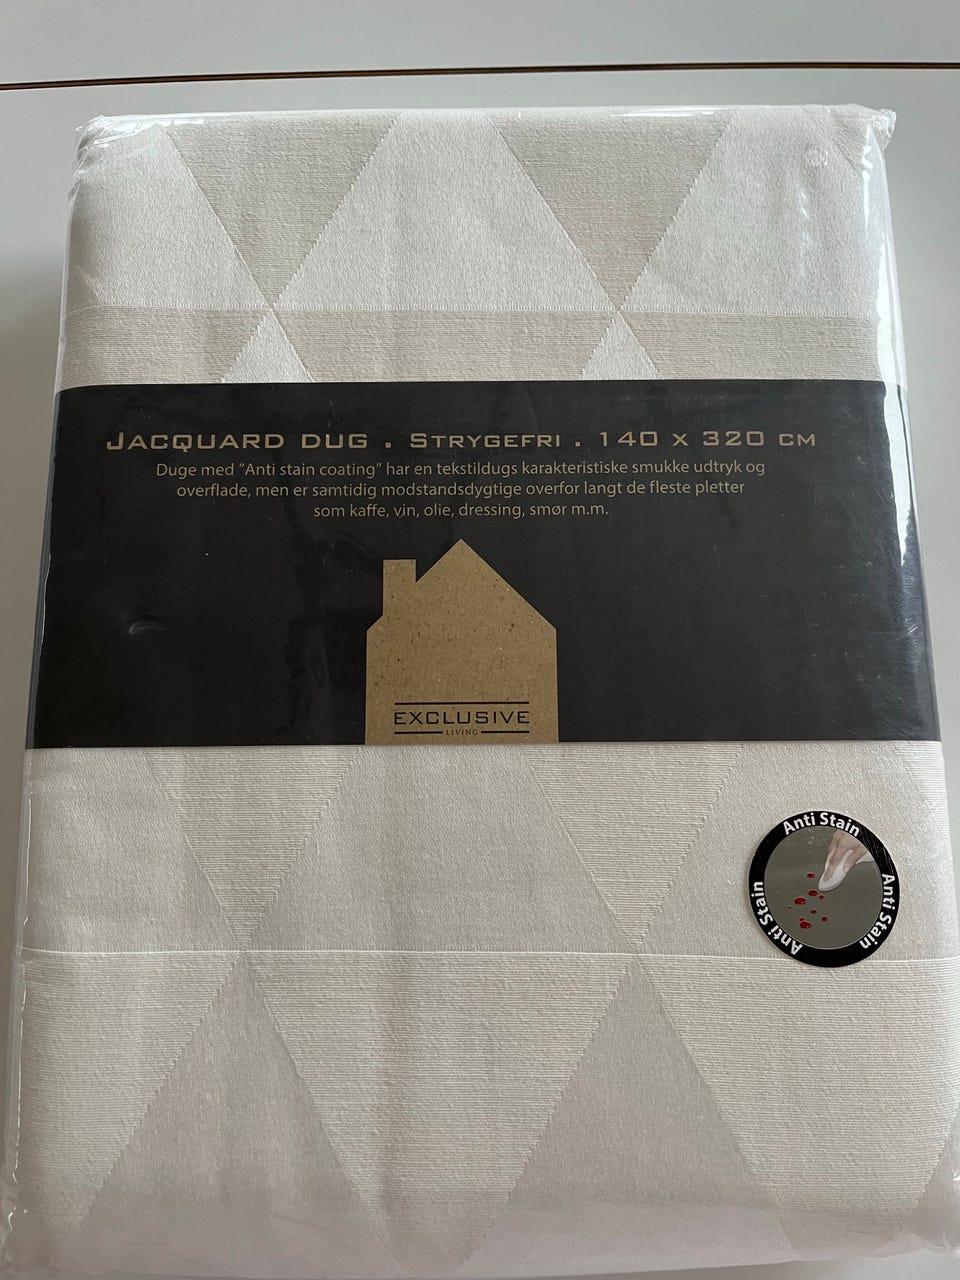 JACQUARD DUG . STRYGEFRI . 140 X 320 CM
Duge med ”Anti stain coating” har en tekstildugs karakteristiske smukke udtryk og
overflade, men er samtidig modstandsdygtige overfor langt de fleste pletter
som kaffe, vin, olie, dressing, smør m.m.
EXCLUSIVE
LIVING
Anti Stain
Anti Stain
Anti Stain